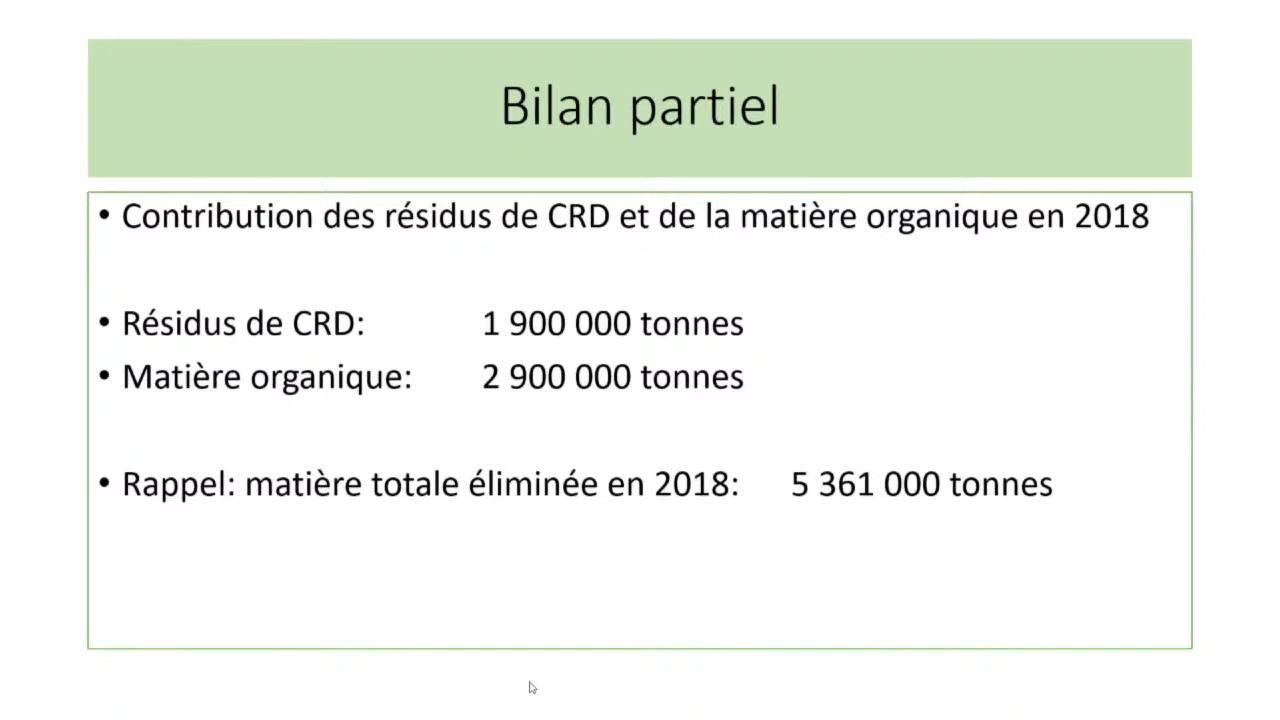 Bilan partiel
• Contribution des résidus de CRD et de la matière organique en 2018
• Résidus de CRD: 1 900 000 tonnes
• Matière organique: 2 900 000 tonnes
• Rappel: matière totale éliminée en 2018: 5 361 000 tonnes